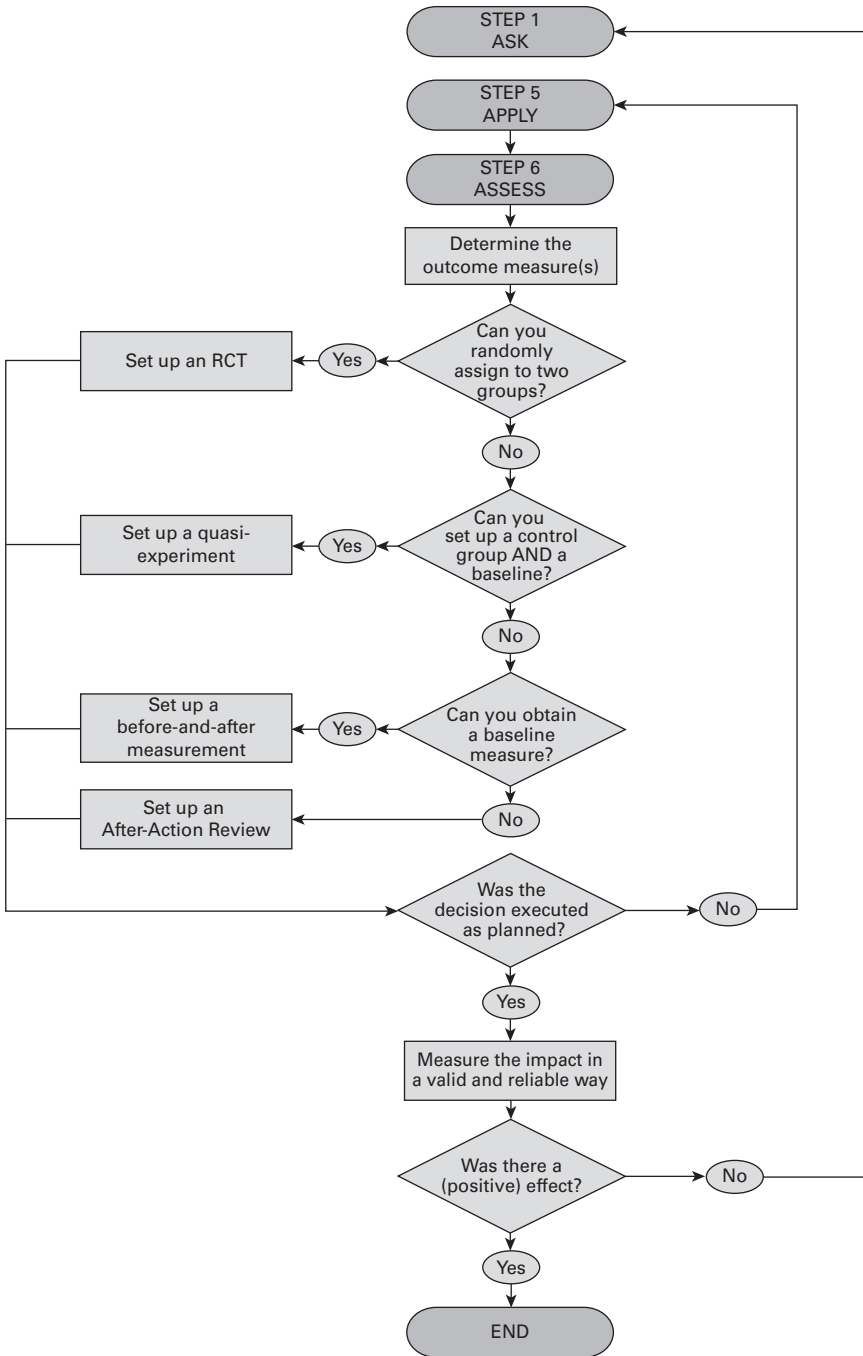 STEP 1
ASK
STEP 5
APPLY
STEP 6
ASSESS
Determine the
outcome measure(s)
Can you
randomly
assign to two
groups?
Yes
Set up an RCT
No
Can you
set up a control
group AND a
baseline?
Yes
Set up a quasi-
experiment
No
Can you obtain
a baseline
measure?
Yes
Set up a
before-and-after
measurement
No
Set up an
After-Action Review
Was the
decision executed
as planned?
No
Yes
Measure the impact in
a valid and reliable way
Was there a
(positive) effect?
No
Yes
END